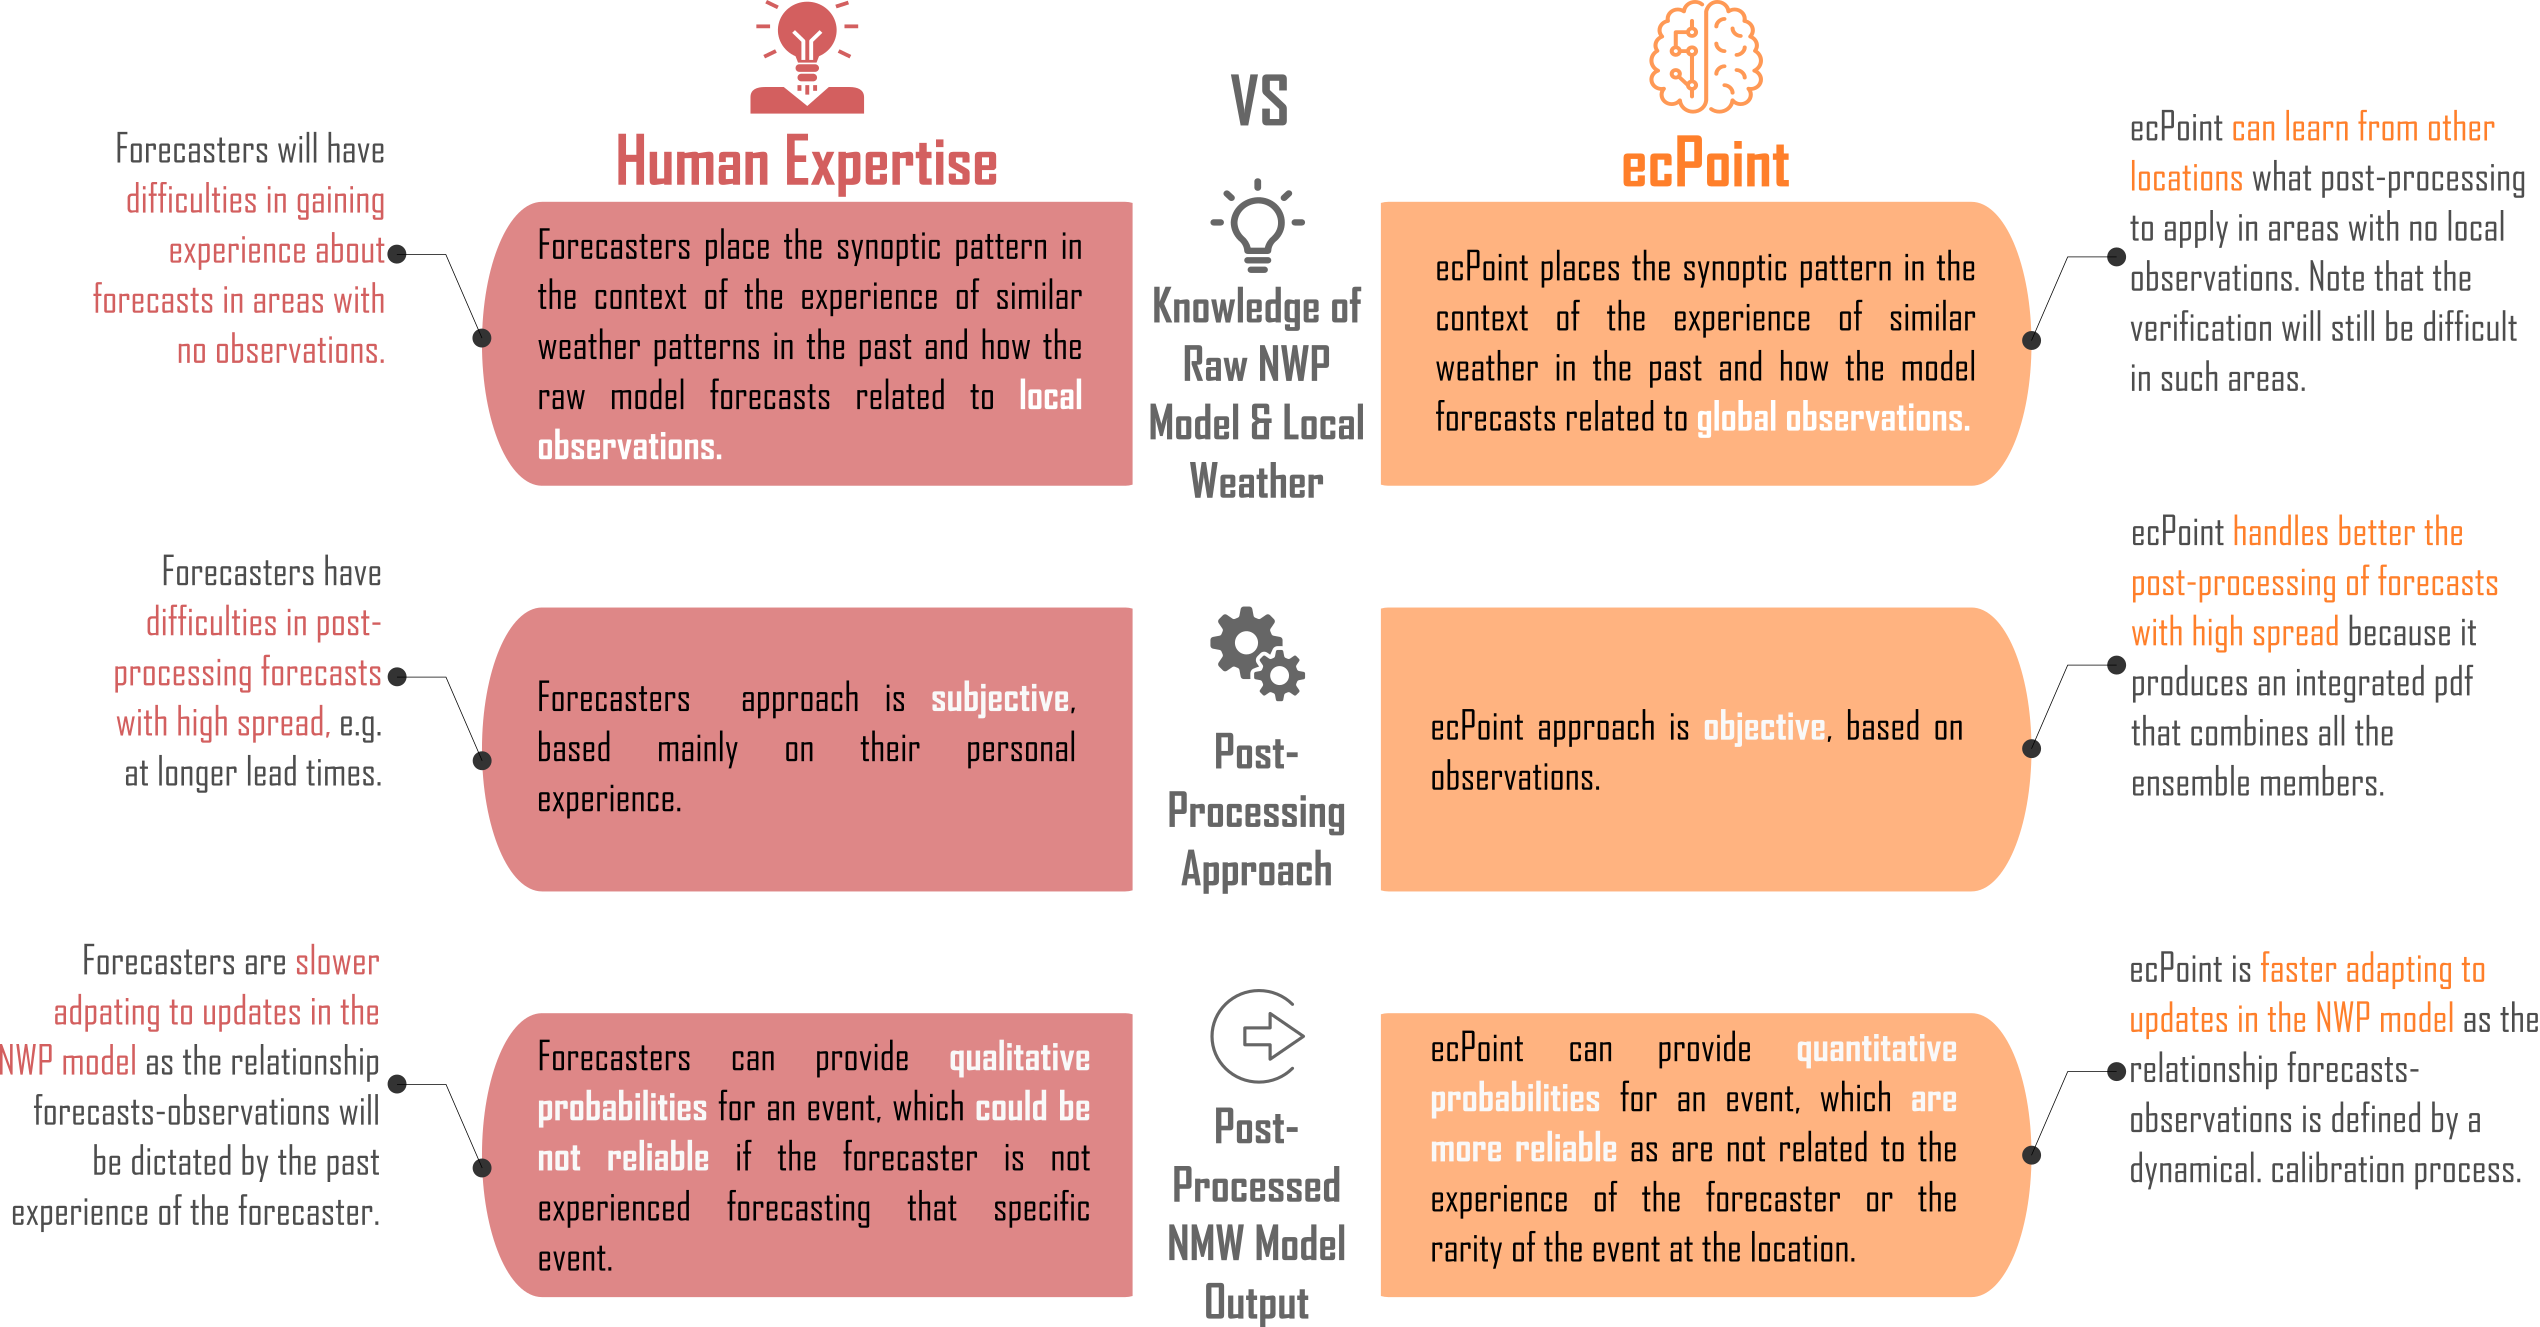 VS
Human Expertise
ecPoint
Forecasters will have
difficulties in gaining
experience about
forecasts in areas with
no observations.
Forecasters place the synoptic pattern in
the context of the experience of similar
weather patterns in the past and how the
raw model forecasts related to local
observations.
Knowledge of
Raw NWP
Model & Local
Weather
ecPoint places the synoptic pattern in the
context of the experience of similar
weather in the past and how the model
forecasts related to global observations.
ecPoint can learn from other
locations what post-processing
to apply in areas with no local
observations. Note that the
verification will still be difficult
in such areas.
Forecasters have
difficulties in post-
processing forecasts
with high spread, e.g.
at longer lead times.
Forecasters approach is subjective,
based mainly on their personal
experience.
Post-
Processing
Approach
ecPoint approach is objective, based on
observations.
ecPoint handles better the
post-processing of forecasts
with high spread because it
produces an integrated pdf
that combines all the
ensemble members.
Forecasters are slower
adpating to updates in the
NWP model as the relationship
forecasts-observations will
be dictated by the past
experience of the forecaster.
Forecasters can provide qualitative
probabilities for an event, which could be
not reliable if the forecaster is not
experienced forecasting that specific
event.
Post-
Processed
NMW Model
Output
ecPoint can provide quantitative
probabilities for an event, which are
more reliable as are not related to the
experience of the forecaster or the
rarity of the event at the location.
ecPoint is faster adapting to
updates in the NWP model as the
relationship forecasts-
observations is defined by a
dynamical. calibration process.